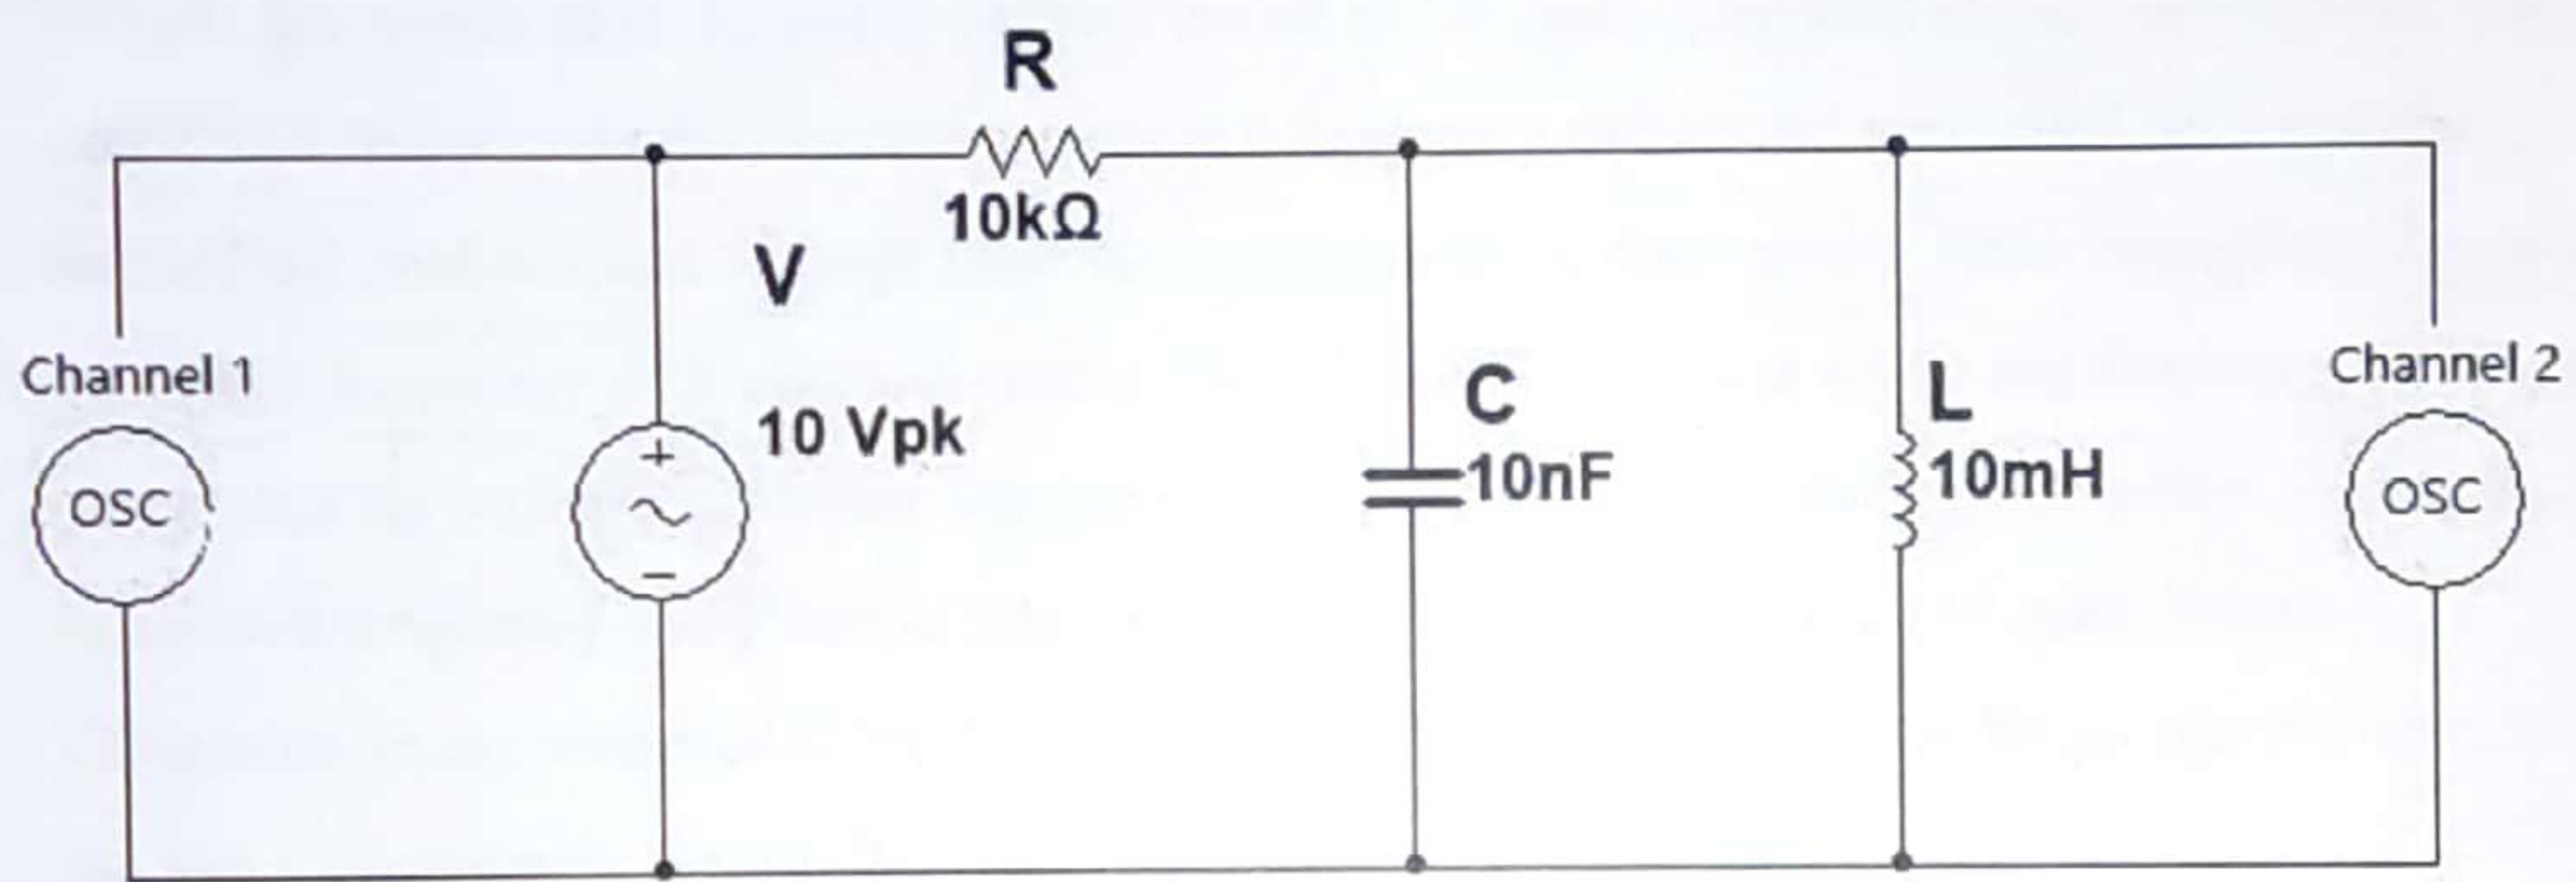 R
10kΩ
V
10 Vpk
Channel 1
OSC
+
−
C
10nF
L
10mH
Channel 2
OSC